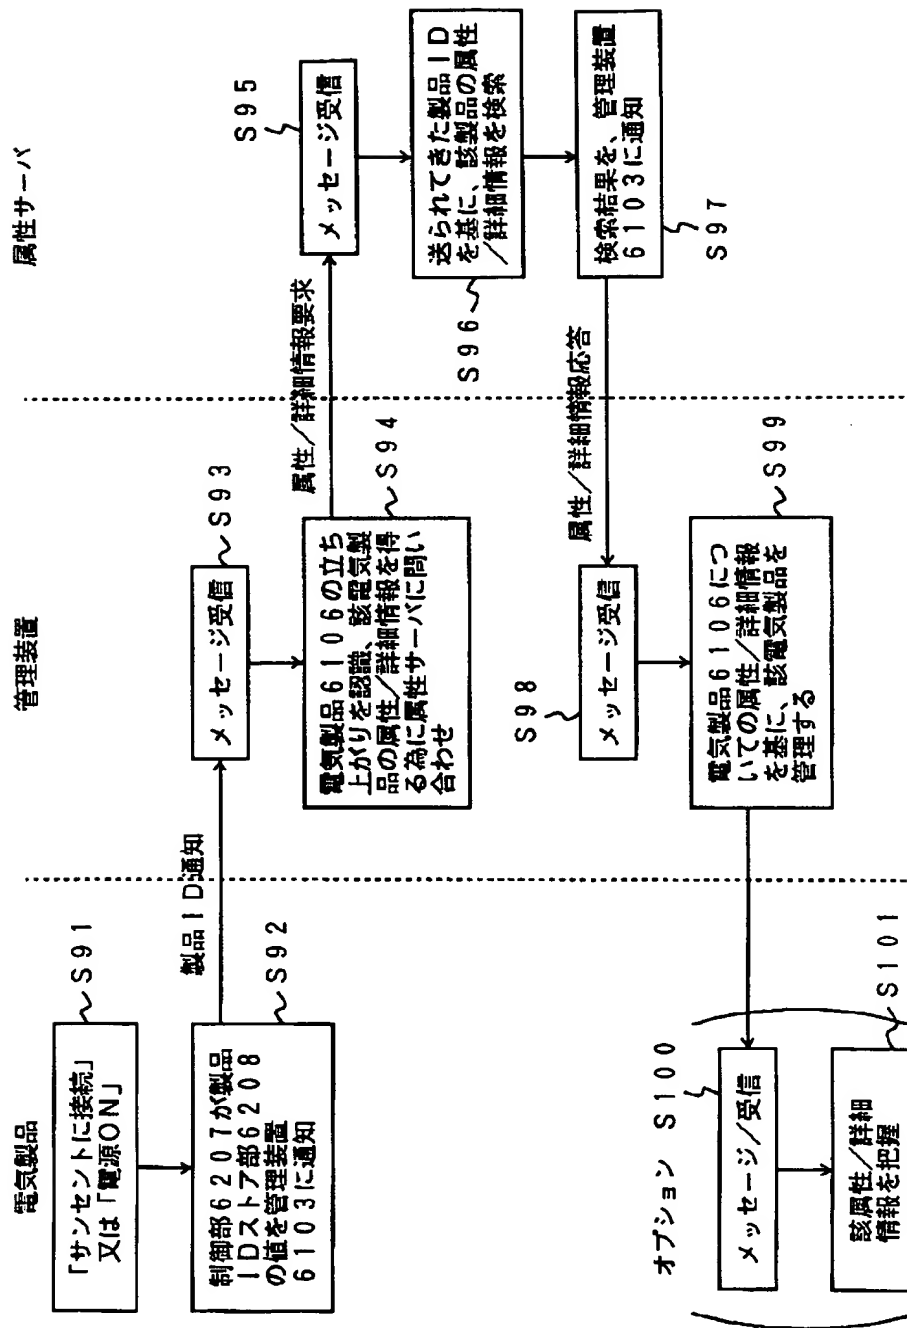 電気製品
管理装置
属性サーバ
「サンセントに接続」
又は「電源ON」
S91
制御部6207が製品
IDストア部6208
の値を管理装置
6103に通知
S92
製品ID通知
メッセージ受信
S93
電気製品6106の立ち
上がりを認識、該電気製
品の属性／詳細情報を得
る為に属性サーバに問い
合わせ
S94
属性／詳細情報要求
メッセージ受信
S95
送られてきた製品ID
を基に、該製品の属性
／詳細情報を検索
S96
検索結果を、管理装置
6103に通知
S97
属性／詳細情報応答
メッセージ受信
S98
電気製品6106につ
いての属性／詳細情報
を基に、該電気製品を
管理する
S99
オプション
S100
メッセージ／受信
該属性／詳細
情報を把握
S101